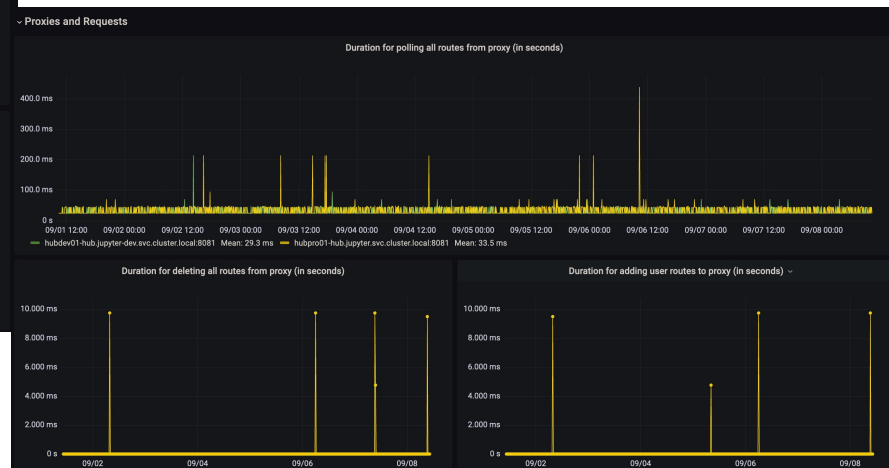 Proxies and Requests
Duration for polling all routes from proxy (in seconds)
400.0 ms
300.0 ms
200.0 ms
100.0 ms
0 s
09/01 12:00 09/02 00:00 09/02 12:00 09/03 00:00 09/03 12:00 09/04 00:00 09/04 12:00 09/05 00:00 09/05 12:00 09/06 00:00 09/06 12:00 09/07 00:00 09/07 12:00 09/08 00:00
hubdev01-hub.jupyter-dev.svc.cluster.local:8081 Mean: 29.3 ms hubpro01-hub.jupyter.svc.cluster.local:8081 Mean: 33.5 ms
Duration for deleting all routes from proxy (in seconds)
10.000 ms
8.000 ms
6.000 ms
4.000 ms
2.000 ms
0 s
09/02 09/04 09/06 09/08
Duration for adding user routes to proxy (in seconds)
10.000 ms
8.000 ms
6.000 ms
4.000 ms
2.000 ms
0 s
09/02 09/04 09/06 09/08